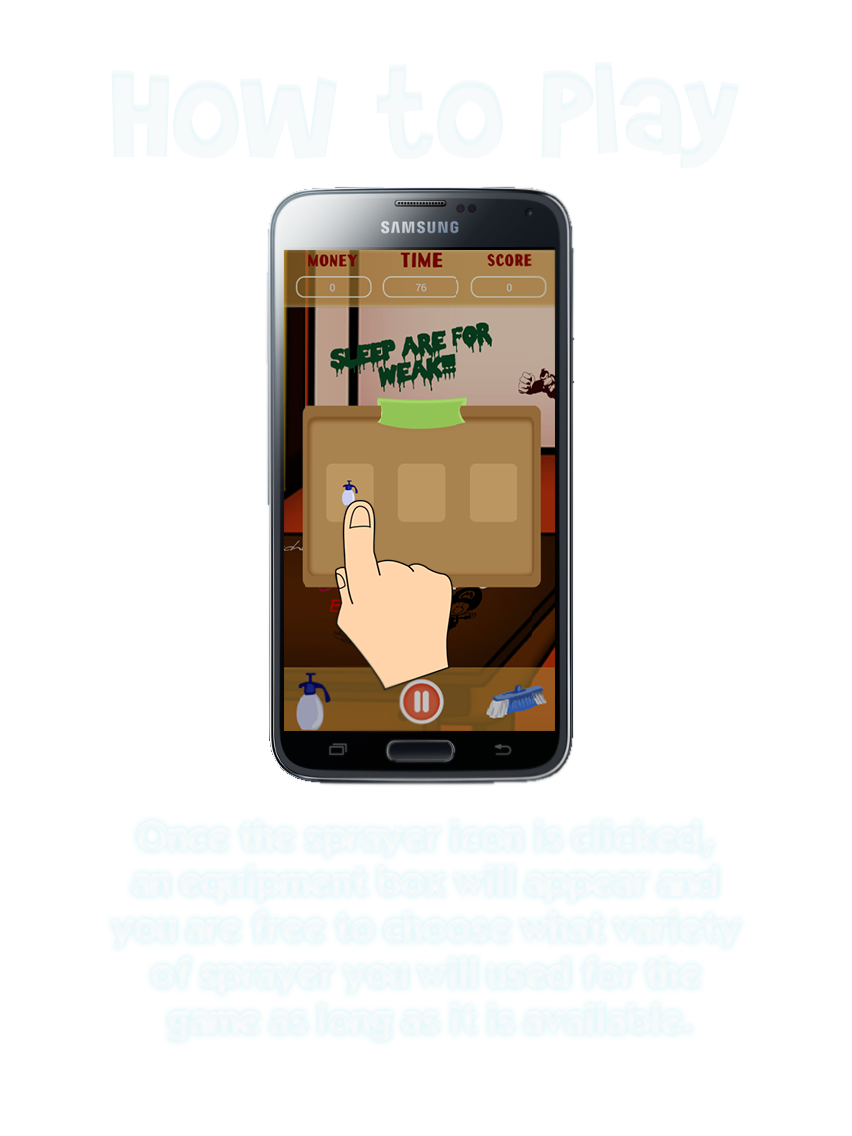 How to Play
SAMSUNG
MONEY TIME SCORE
0 76 0
SLEEP ARE FOR
WEAK!!!
Once the sprayer icon is clicked,
an equipment box will appear and
you are free to choose what variety
of sprayer you will used for the
game as long as it is available.